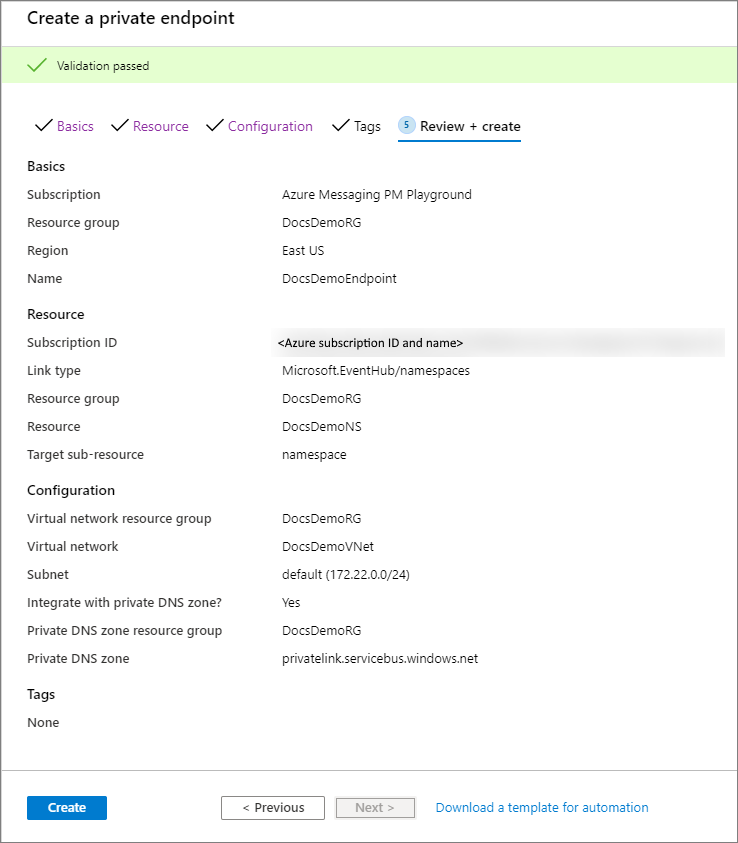 Create a private endpoint
Validation passed
Basics Resource Configuration Tags 5 Review + create
Basics
Subscription Azure Messaging PM Playground
Resource group DocsDemoRG
Region East US
Name DocsDemoEndpoint
Resource
Subscription ID <Azure subscription ID and name>
Link type Microsoft.EventHub/namespaces
Resource group DocsDemoRG
Resource DocsDemoNS
Target sub-resource namespace
Configuration
Virtual network resource group DocsDemoRG
Virtual network DocsDemoVNet
Subnet default (172.22.0.0/24)
Integrate with private DNS zone? Yes
Private DNS zone resource group DocsDemoRG
Private DNS zone privatelink.servicebus.windows.net
Tags
None
Create < Previous Next > Download a template for automation